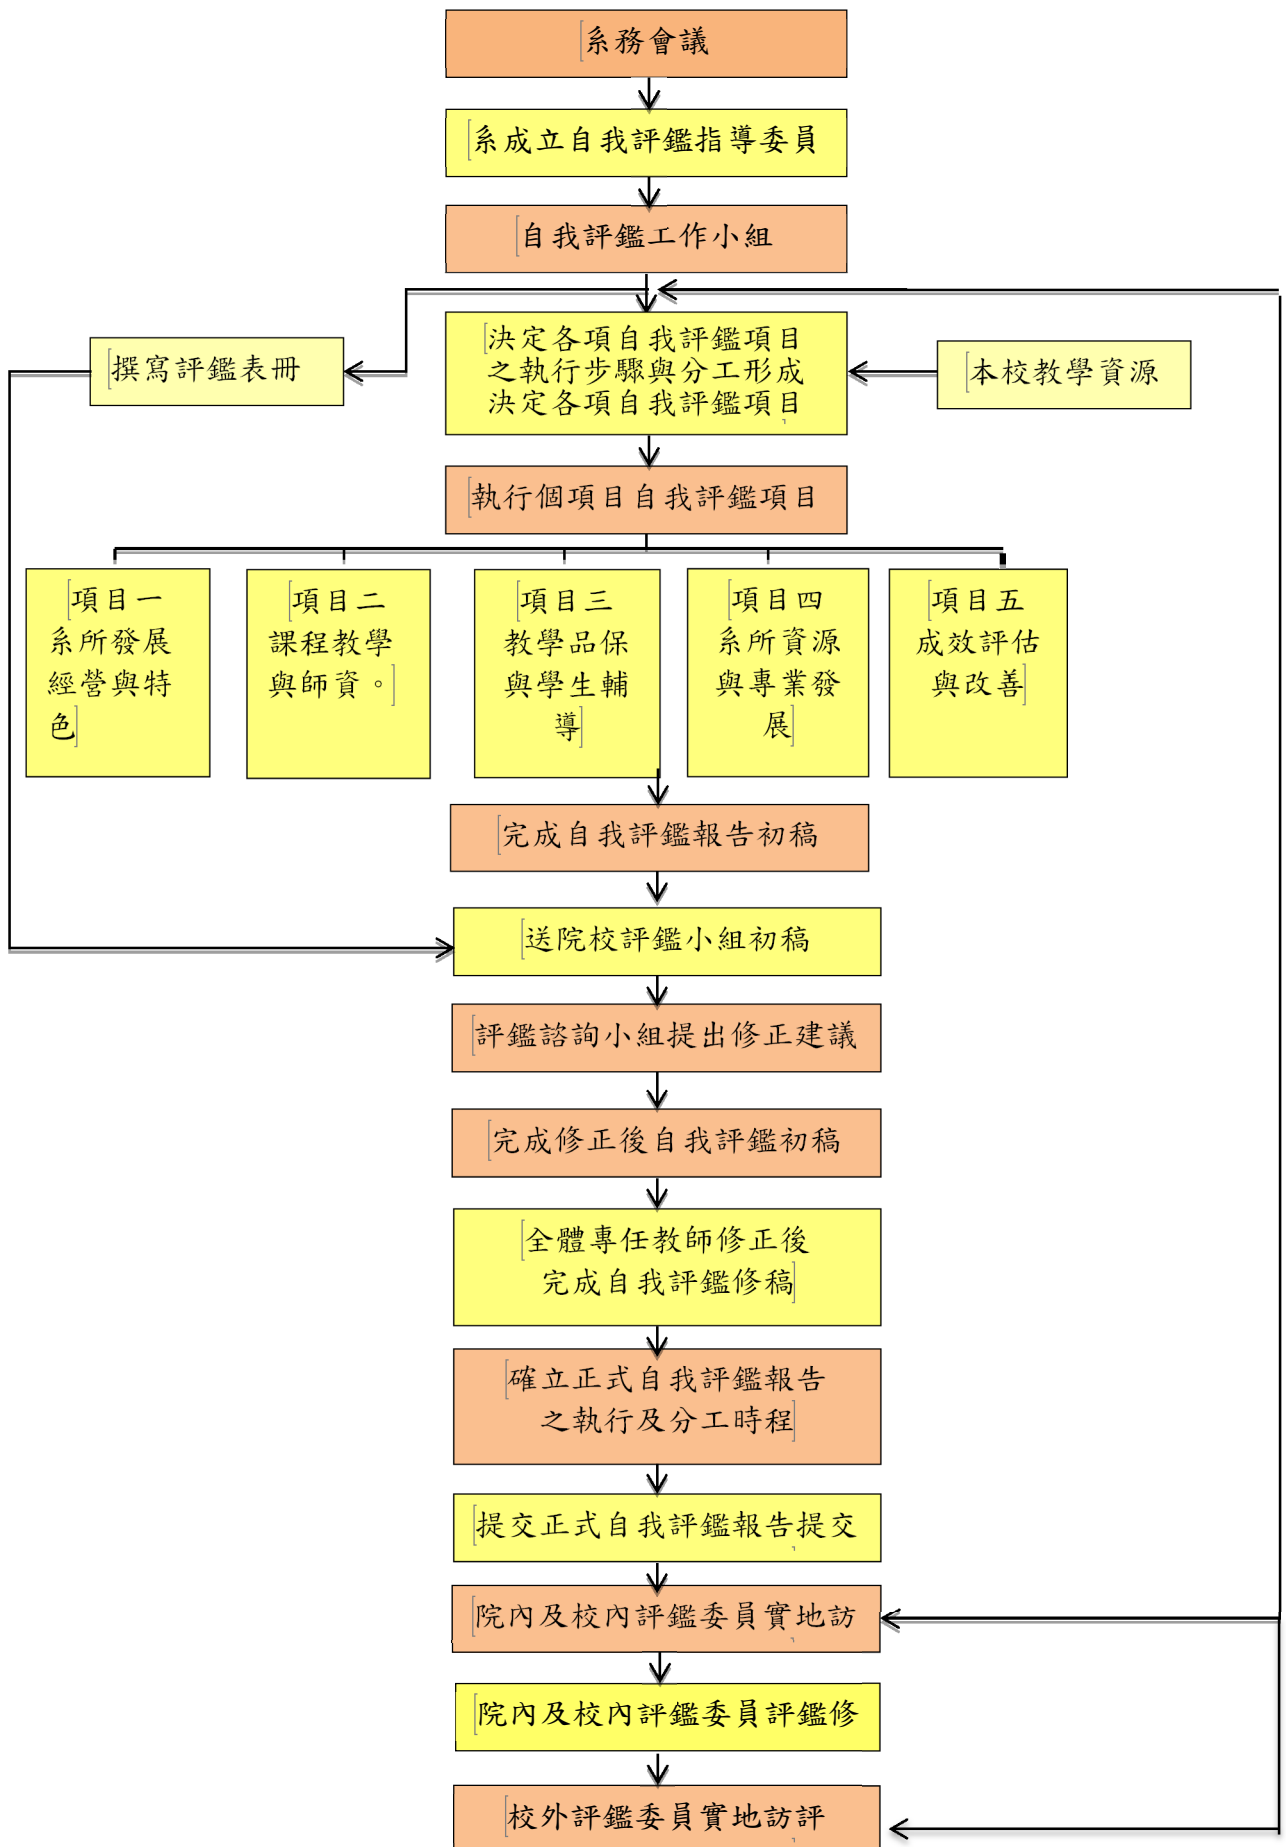 系務會議
系成立自我評鑑指導委員
自我評鑑工作小組
決定各項自我評鑑項目
之執行步驟與分工形成
決定各項自我評鑑項目
撰寫評鑑表冊
本校教學資源
執行個項目自我評鑑項目
項目一
系所發展
經營與特
色
項目二
課程教學
與師資。
項目三
教學品保
與學生輔
導
項目四
系所資源
與專業發
展
項目五
成效評估
與改善
完成自我評鑑報告初稿
送院校評鑑小組初稿
評鑑諮詢小組提出修正建議
完成修正後自我評鑑初稿
全體專任教師修正後
完成自我評鑑修稿
確立正式自我評鑑報告
之執行及分工時程
提交正式自我評鑑報告提交
院內及校內評鑑委員實地訪
院內及校內評鑑委員評鑑修
校外評鑑委員實地訪評